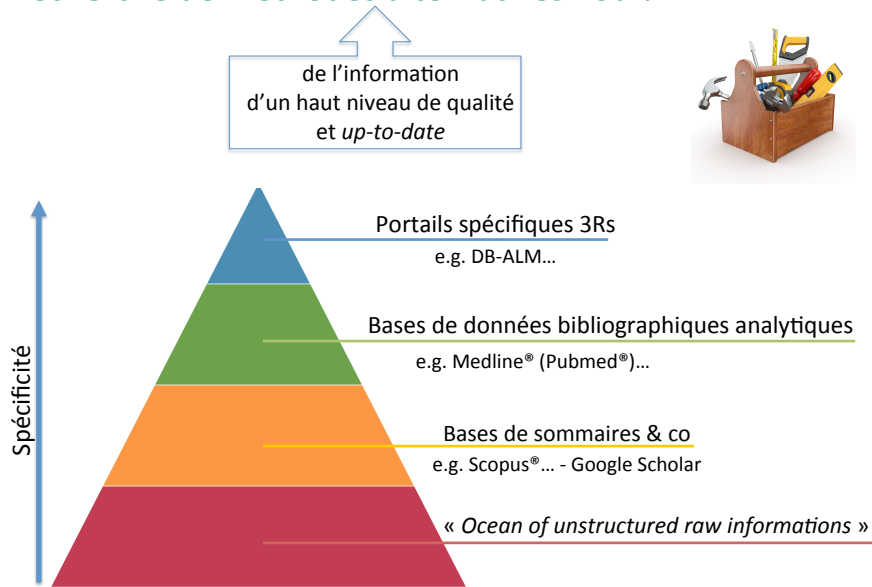 de l'information
d'un haut niveau de qualité
et up-to-date
Portails spécifiques 3Rs
e.g. DB-ALM...
Bases de données bibliographiques analytiques
e.g. Medline® (Pubmed®)...
Spécificité
Bases de sommaires & co
e.g. Scopus®... - Google Scholar
« Ocean of unstructured raw informations »